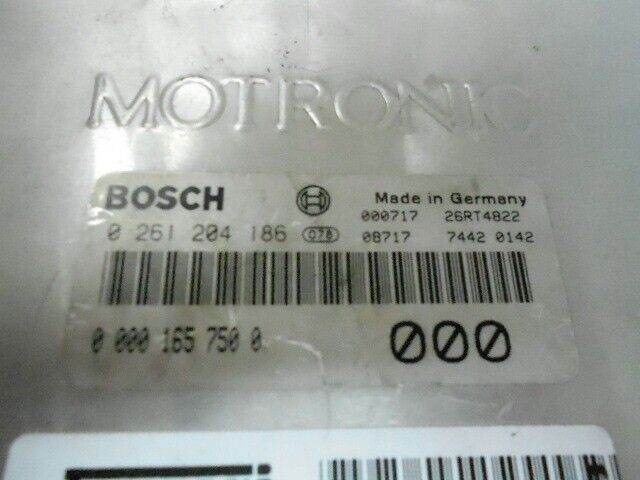 MOTRONIC
BOSCH Made in Germany
000717 26RT4822
0 261 204 186 078 08717 7442 0142
0 000 165 750 0 000